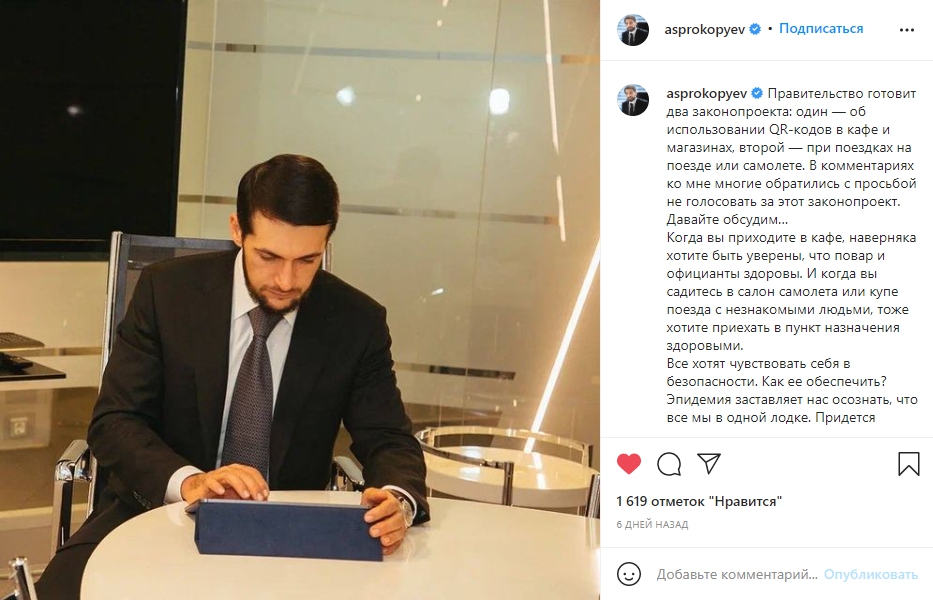 asprokopyev • Подписаться
asprokopyev Правительство готовит
два законопроекта: один — об
использовании QR-кодов в кафе и
магазинах, второй — при поездках на
поезде или самолете. В комментариях
ко мне многие обратились с просьбой
не голосовать за этот законопроект.
Давайте обсудим...
Когда вы приходите в кафе, наверняка
хотите быть уверены, что повар и
официанты здоровы. И когда вы
садитесь в салон самолета или купе
поезда с незнакомыми людьми, тоже
хотите приехать в пункт назначения
здоровыми.
Все хотят чувствовать себя в
безопасности. Как ее обеспечить?
Эпидемия заставляет нас осознать, что
все мы в одной лодке. Придется
1 619 отметок "Нравится"
6 ДНЕЙ НАЗАД
Добавьте комментарий... Опубликовать